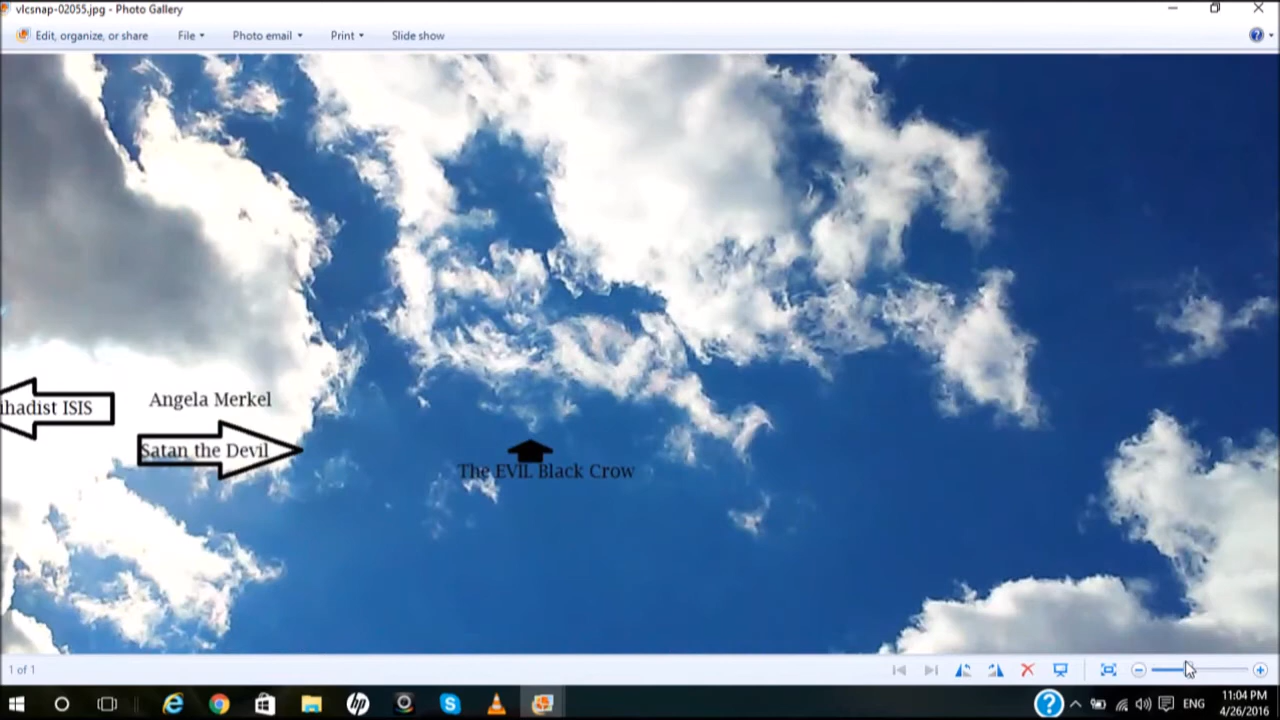 vlcsnap-02055.jpg - Photo Gallery
Edit, organize, or share File Photo email Print Slide show
Angela Merkel
ihadist ISIS
Satan the Devil
The EVIL Black Crow
1 of 1
ENG
11:04 PM
4/26/2016